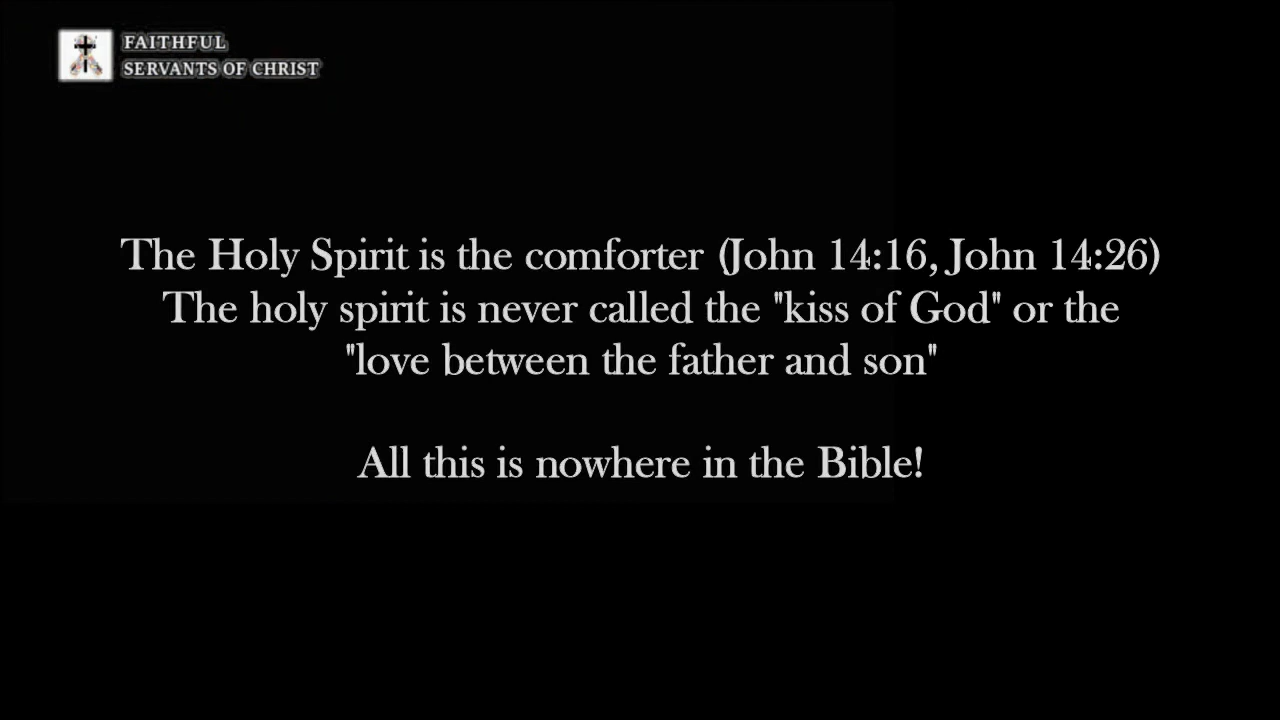 FAITHFUL
SERVANTS OF CHRIST
The Holy Spirit is the comforter (John 14:16, John 14:26)
The holy spirit is never called the "kiss of God" or the
"love between the father and son"
All this is nowhere in the Bible!